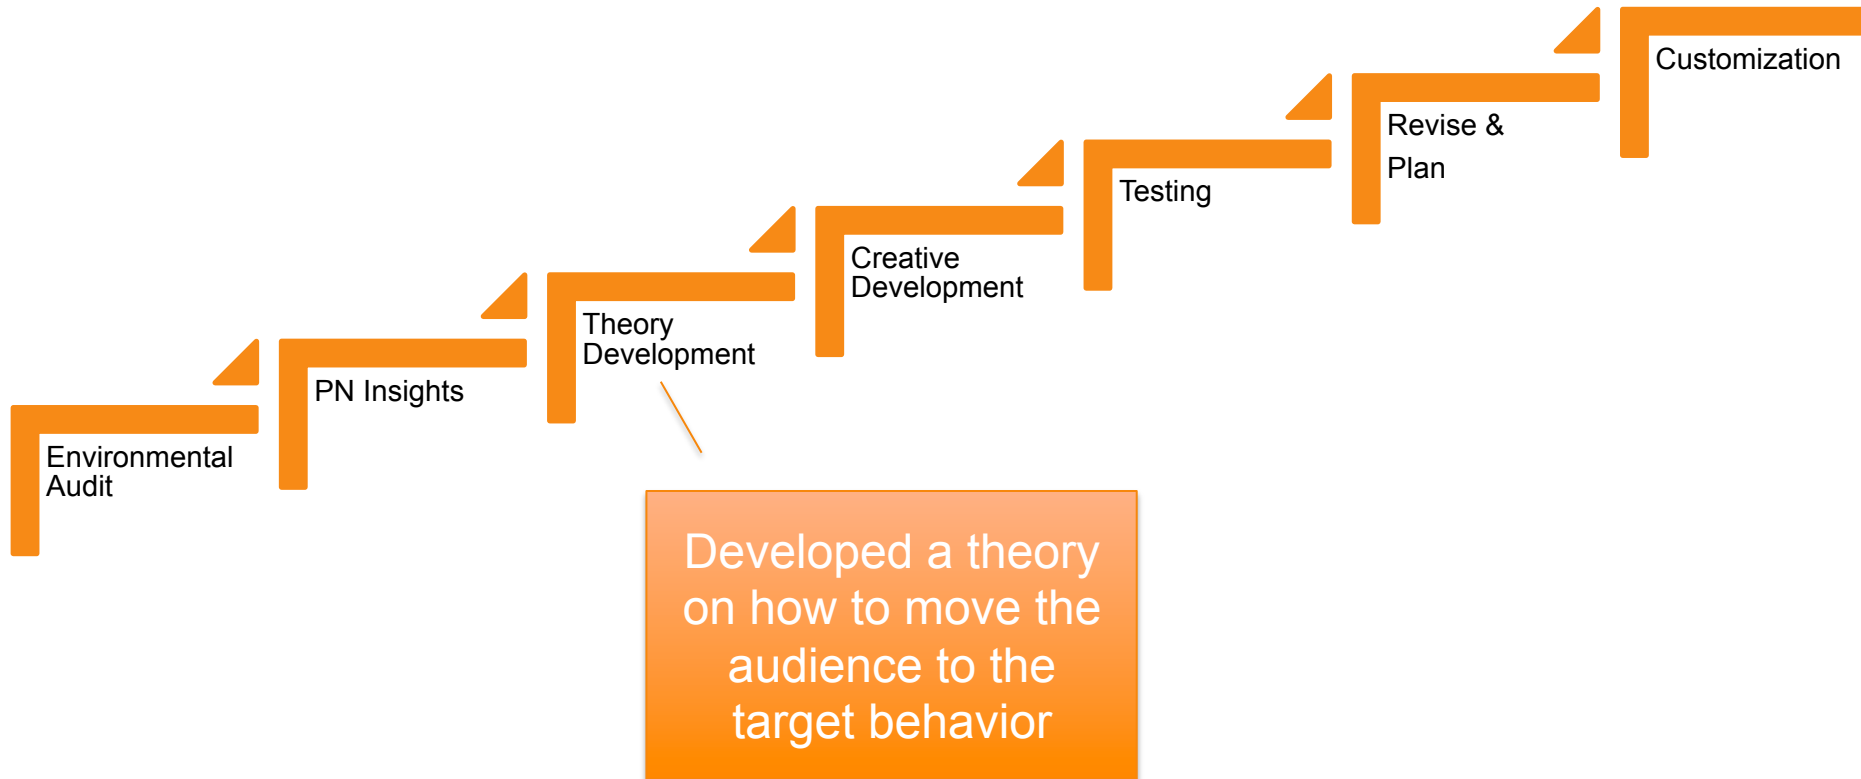 Environmental
Audit
PN Insights
Theory
Development
Creative
Development
Testing
Revise &
Plan
Customization
Developed a theory
on how to move the
audience to the
target behavior